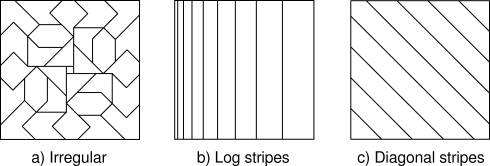 a) Irregular
b) Log stripes
c) Diagonal stripes